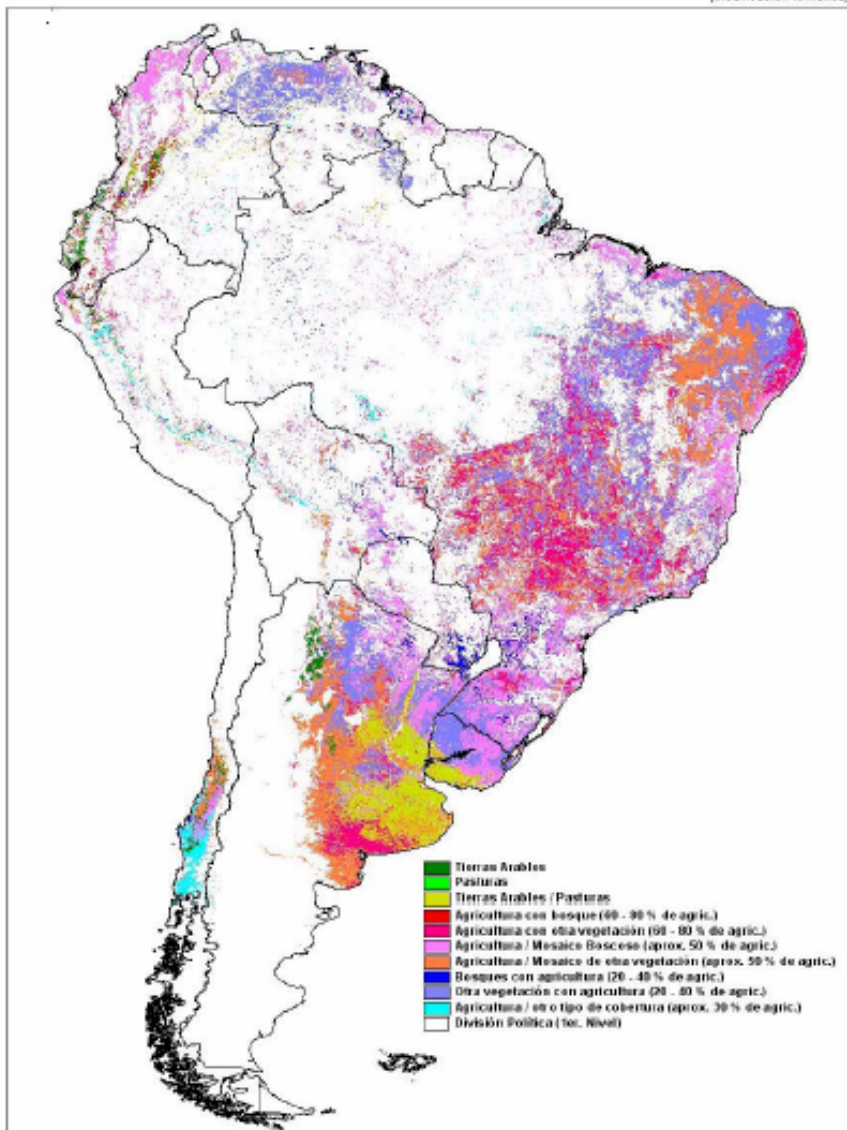 Tierras Arables
Pasturas
Tierras Arables / Pasturas
Agricultura con bosque (60 - 80 % de agric.)
Agricultura con otra vegetación (60 - 80 % de agric.)
Agricultura / Mosaico Boscoso (aprox. 50 % de agric.)
Agricultura / Mosaico de otra vegetación (aprox. 50 % de agric.)
Bosques con agricultura (20 - 40 % de agric.)
Otra vegetación con agricultura (20 - 40 % de agric.)
Agricultura / otro tipo de cobertura (aprox. 30 % de agric.)
División Política (1er. Nivel)